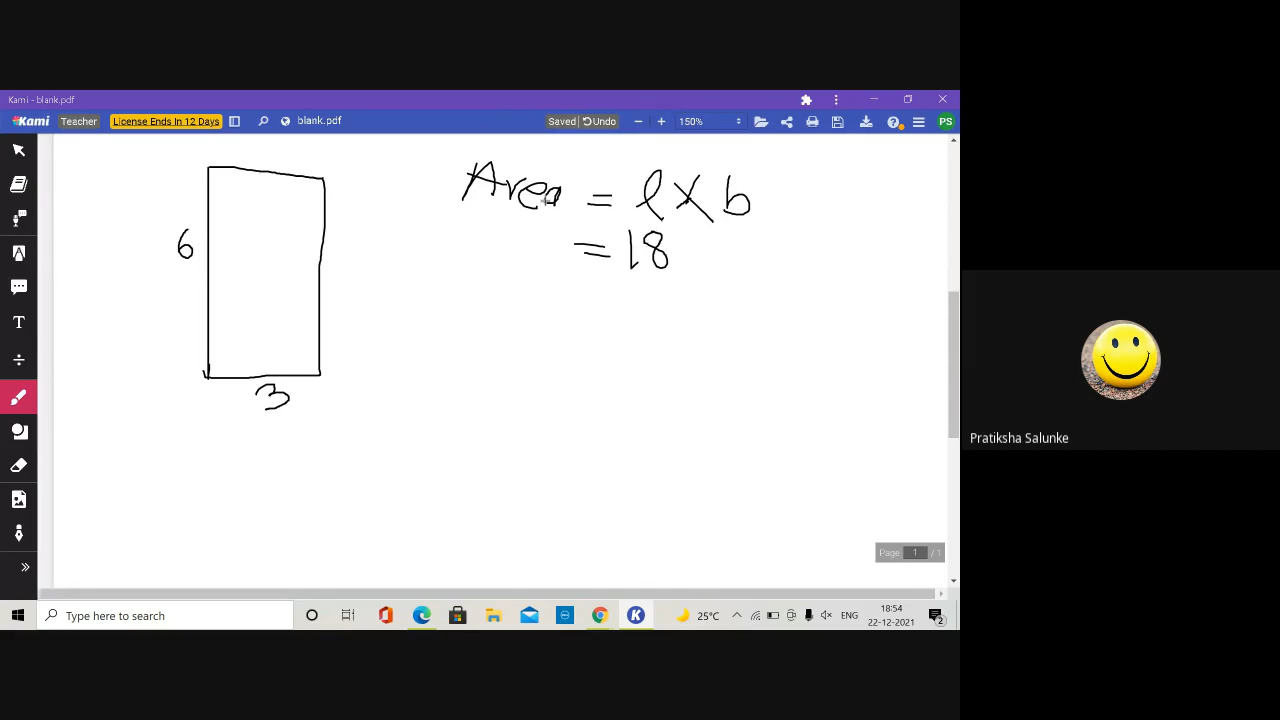 Kami - blank.pdf
Kami Teacher License Ends In 12 Days blank.pdf Saved Undo 150% PS
Area = l X b
= 18
6
3
Pratiksha Salunke
Page 1 / 1
Type here to search
25°C ENG 18:54
22-12-2021 2